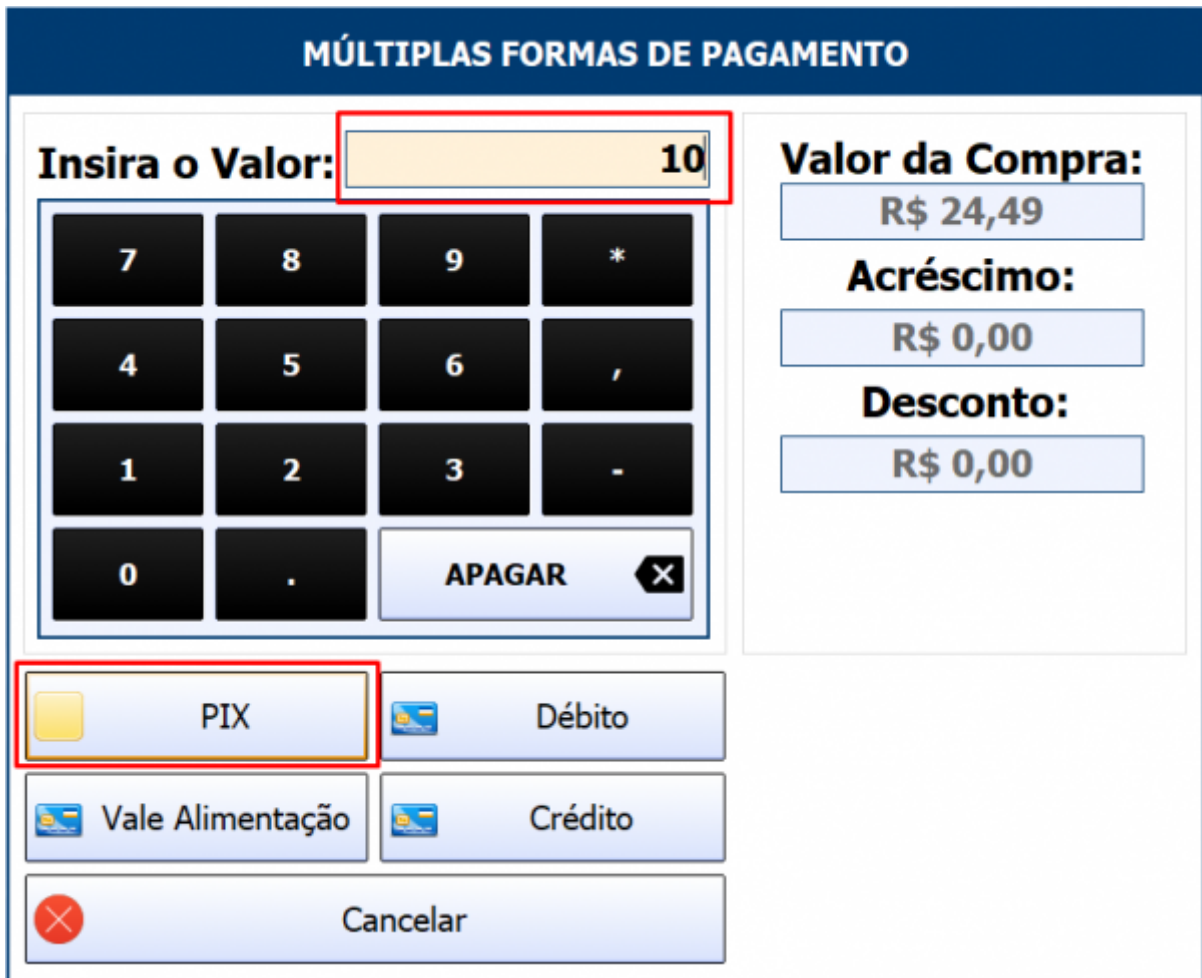 MÚLTIPLAS FORMAS DE PAGAMENTO
Insira o Valor: 10
7 8 9 *
4 5 6 ,
1 2 3 -
0 . APAGAR
Valor da Compra:
R$ 24,49
Acréscimo:
R$ 0,00
Desconto:
R$ 0,00
PIX Débito
Vale Alimentação Crédito
Cancelar